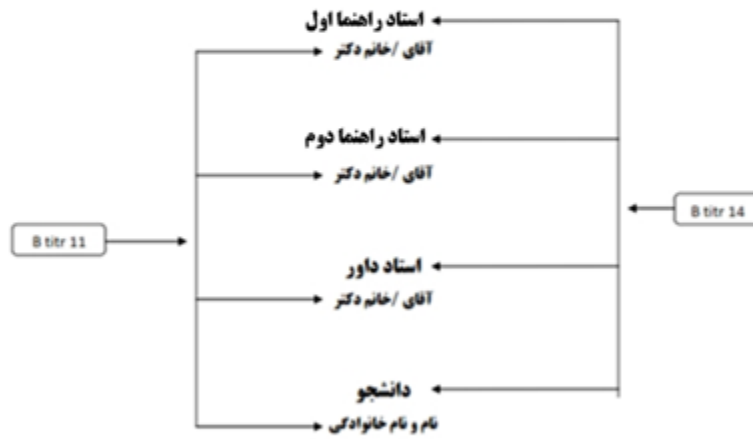 استاد راهنما اول
آقای /خانم دکتر
استاد راهنما دوم
آقای /خانم دکتر
B titr 14
B titr 11
استاد داور
آقای /خانم دکتر
دانشجو
نام و نام خانوادگی